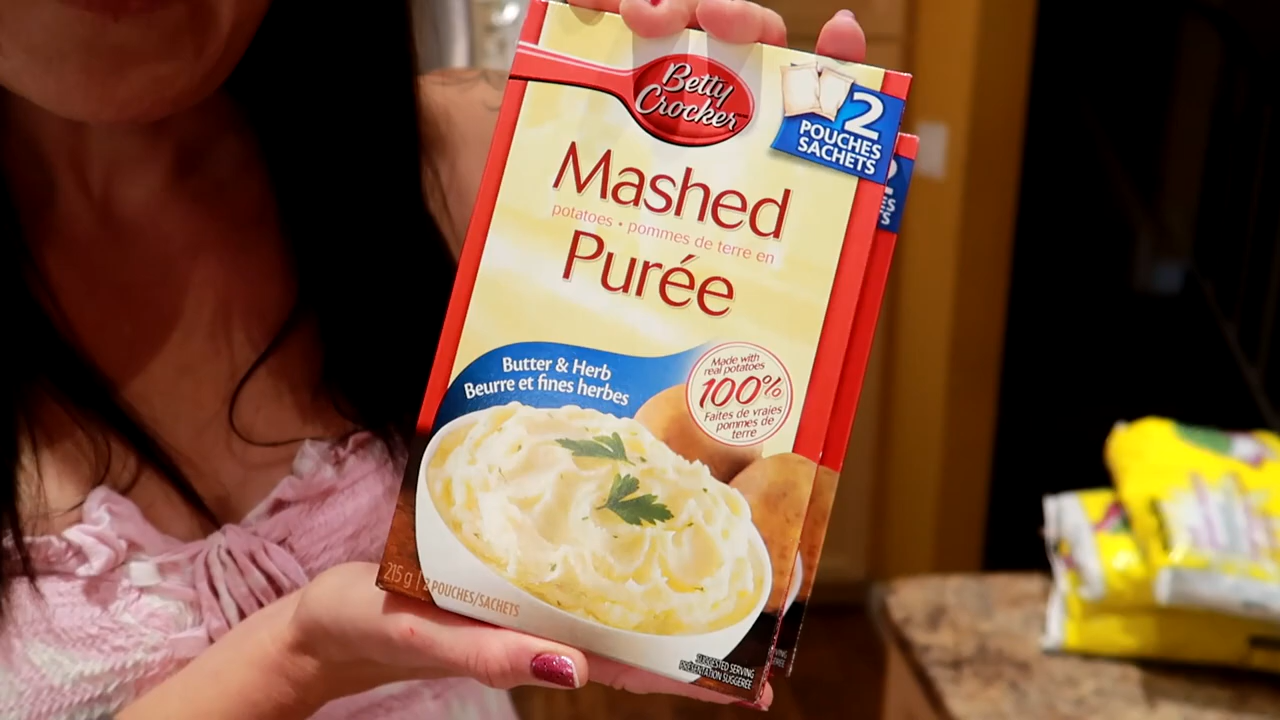 Betty
Crocker
2
POUCHES
SACHETS
Mashed
potatoes • pommes de terre en
Purée
Butter & Herb
Beurre et fines herbes
Made with
real potatoes
100%
Faites de vraies
pommes de
terre
215 g | 2 POUCHES/SACHETS
SUGGESTED SERVING
PRÉSENTATION SUGGÉRÉE